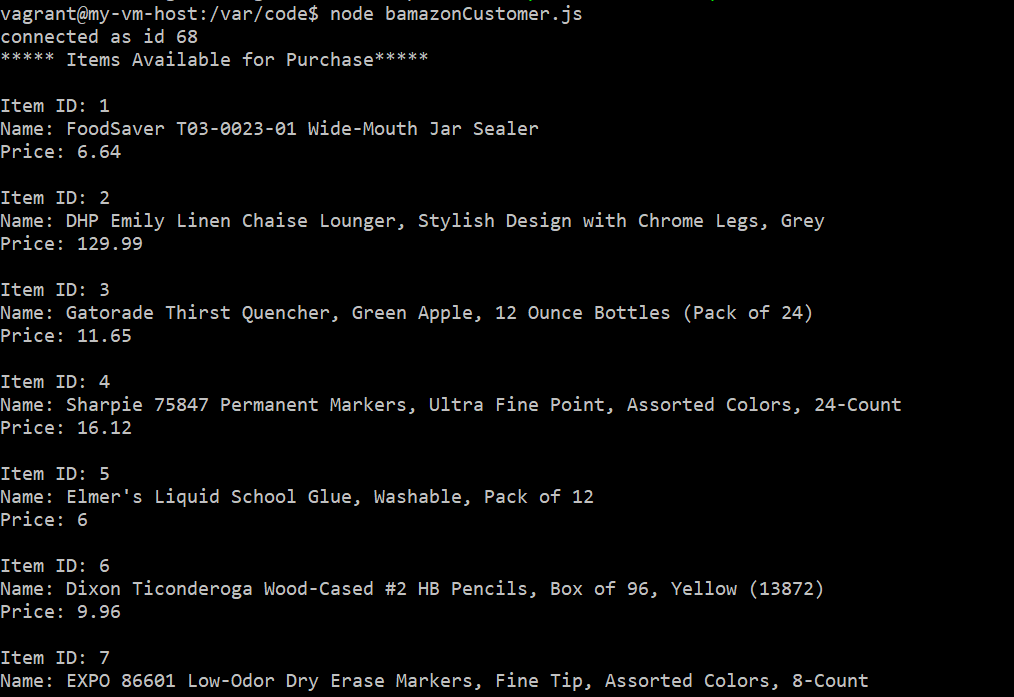 vagrant@my-vm-host:/var/code$ node bamazonCustomer.js
connected as id 68
***** Items Available for Purchase*****
Item ID: 1
Name: FoodSaver T03-0023-01 Wide-Mouth Jar Sealer
Price: 6.64
Item ID: 2
Name: DHP Emily Linen Chaise Lounger, Stylish Design with Chrome Legs, Grey
Price: 129.99
Item ID: 3
Name: Gatorade Thirst Quencher, Green Apple, 12 Ounce Bottles (Pack of 24)
Price: 11.65
Item ID: 4
Name: Sharpie 75847 Permanent Markers, Ultra Fine Point, Assorted Colors, 24-Count
Price: 16.12
Item ID: 5
Name: Elmer's Liquid School Glue, Washable, Pack of 12
Price: 6
Item ID: 6
Name: Dixon Ticonderoga Wood-Cased #2 HB Pencils, Box of 96, Yellow (13872)
Price: 9.96
Item ID: 7
Name: EXPO 86601 Low-Odor Dry Erase Markers, Fine Tip, Assorted Colors, 8-Count